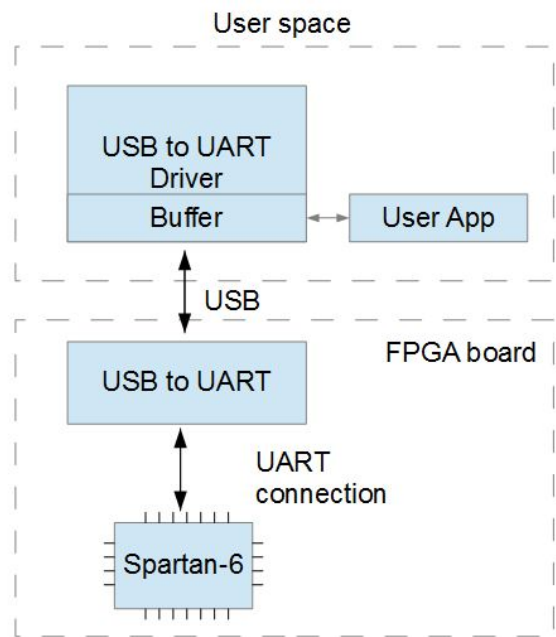 User space
USB to UART
Driver
Buffer
User App
USB
FPGA board
USB to UART
UART
connection
Spartan-6